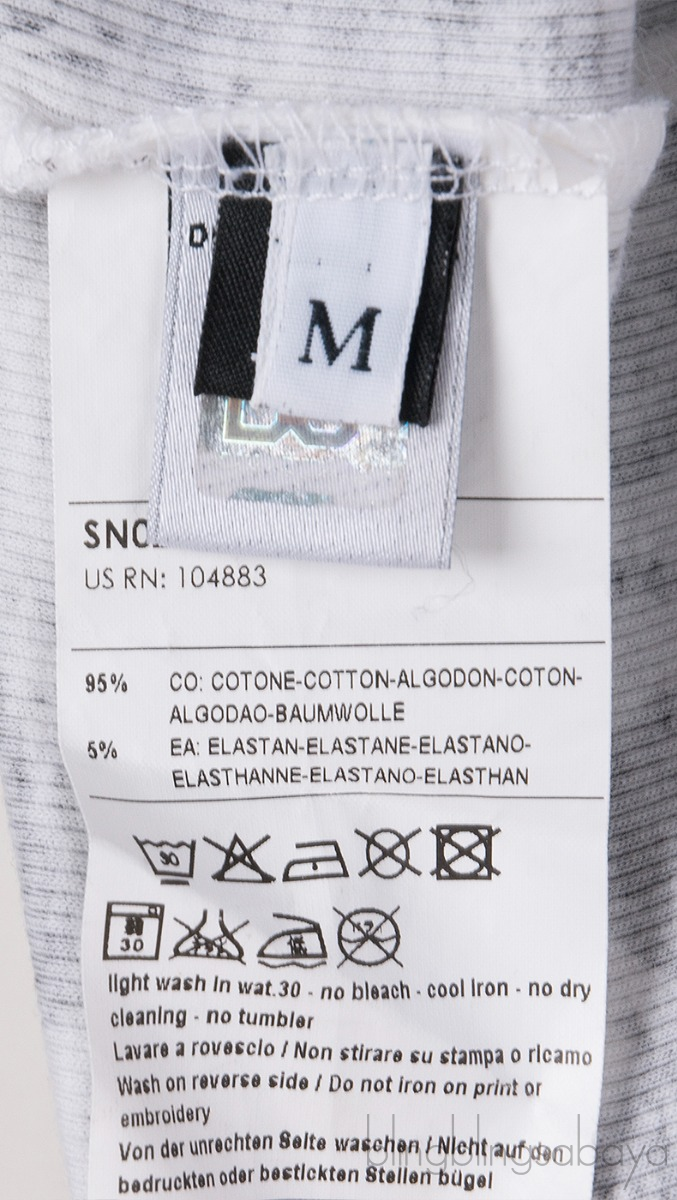 M
US RN: 104883
95% CO: COTONE-COTTON-ALGODON-COTON-
ALGODAO-BAUMWOLLE
5% EA: ELASTAN-ELASTANE-ELASTANO-
ELASTHANNE-ELASTANO-ELASTHAN
30
30
light wash in wat.30 - no bleach - cool iron - no dry
cleaning - no tumbler
Lavare a rovescio / Non stirare su stampa o ricamo
Wash on reverse side / Do not iron on print or
embroidery
Von der unrechten Seite waschen / Nicht auf den
bedruckten oder bestickten Stellen bügel
blingblingsabaya